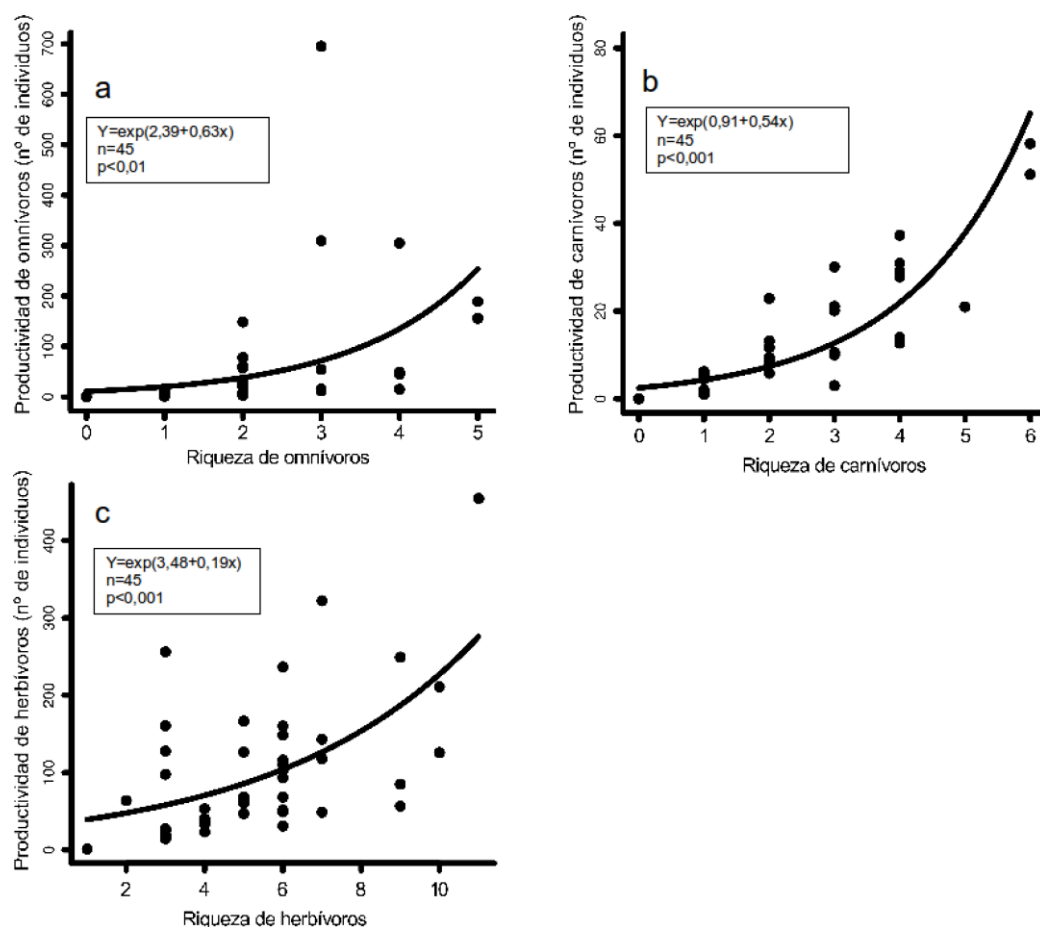 a
Y=exp(2,39+0,63x)
n=45
p<0,01
Productividad de omnívoros (nº de individuos)
700
600
500
400
300
200
100
0
0 1 2 3 4 5
Riqueza de omnívoros
b
Y=exp(0,91+0,54x)
n=45
p<0,001
Productividad de carnívoros (nº de individuos)
80
60
40
20
0
0 1 2 3 4 5 6
Riqueza de carnívoros
c
Y=exp(3,48+0,19x)
n=45
p<0,001
Productividad de herbívoros (nº de individuos)
400
300
200
100
0
2 4 6 8 10
Riqueza de herbívoros